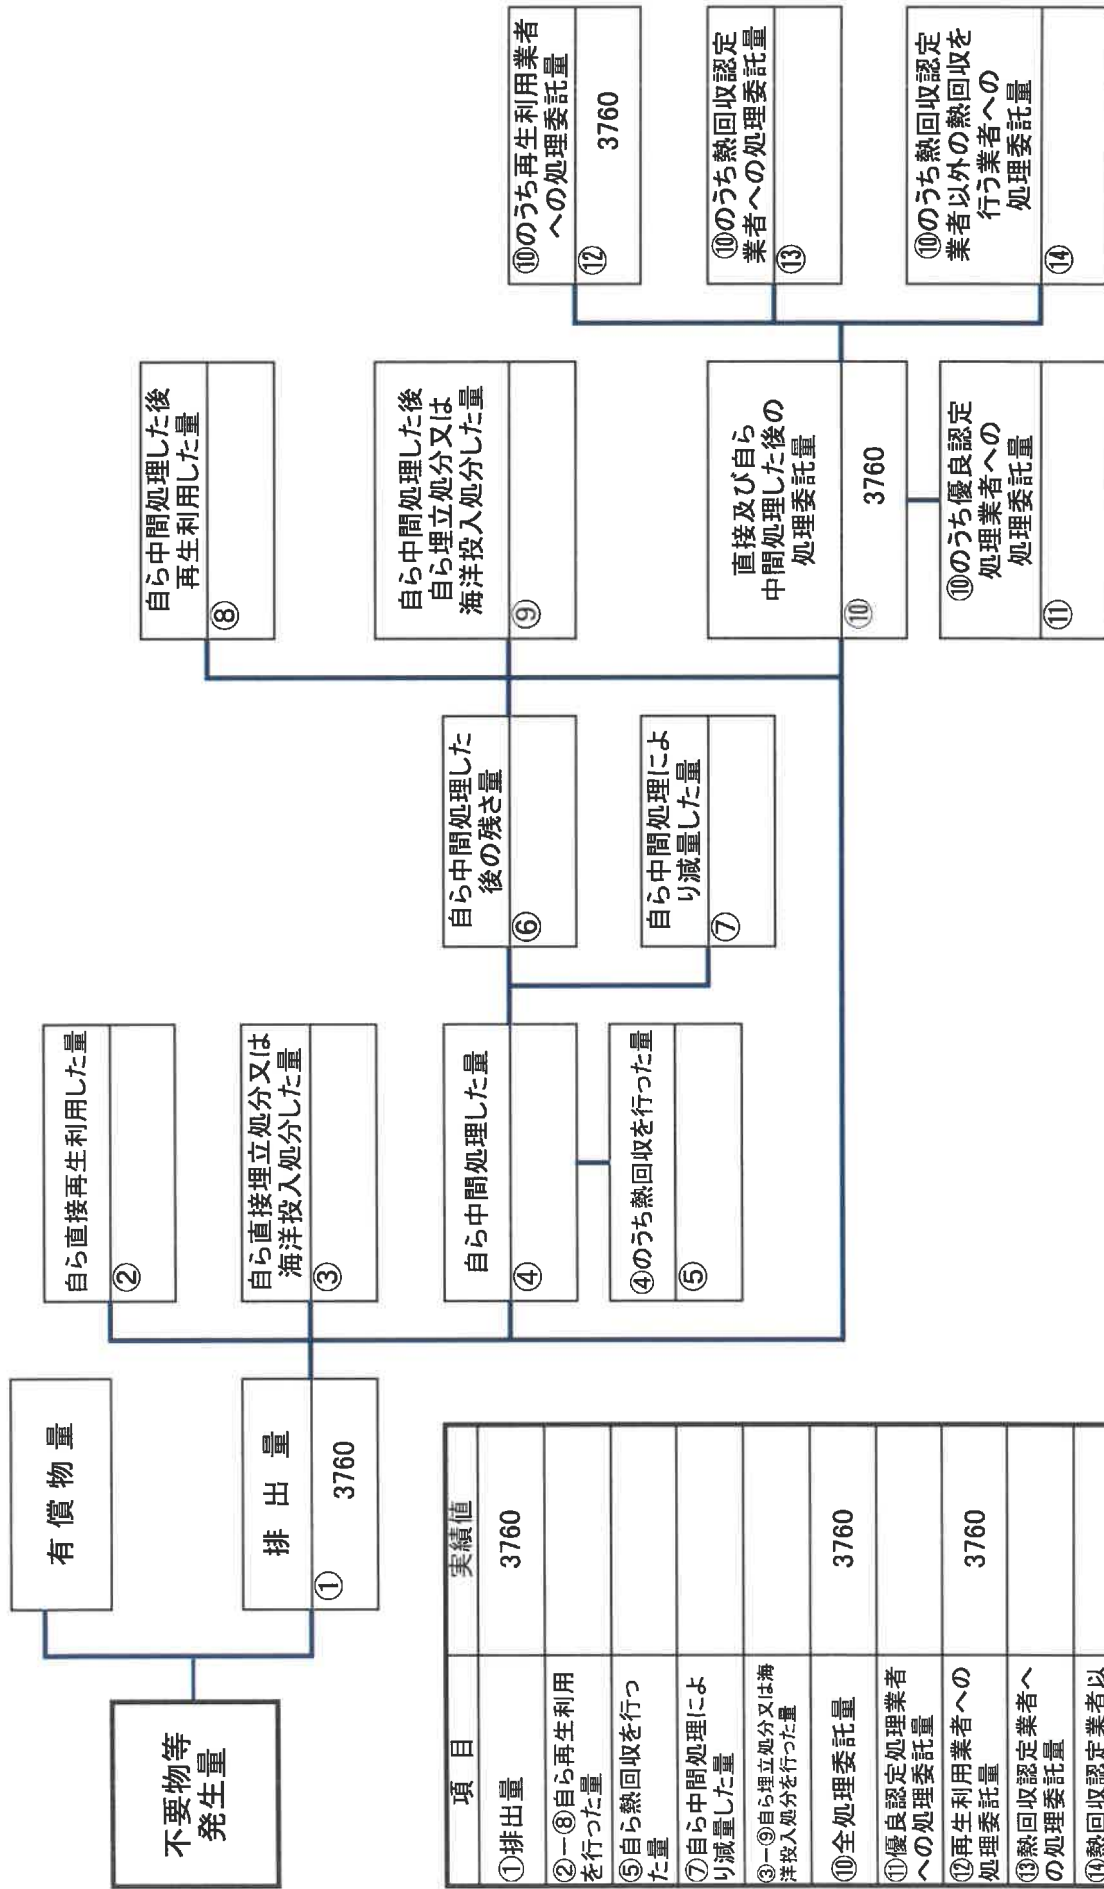 不要物等
発生量
有 償 物 量
排 出 量
①
3760
自ら直接再生利用した量
②
自ら直接埋立処分又は
海洋投入処分した量
③
自ら中間処理した量
④
④のうち熱回収を行った量
⑤
自ら中間処理した
後の残さ量
⑥
自ら中間処理によ
り減量した量
⑦
自ら中間処理した後
再生利用した量
⑧
自ら中間処理した後
自ら埋立処分又は
海洋投入処分した量
⑨
直接及び自ら
中間処理した後の
処理委託量
⑩
3760
⑩のうち優良認定
処理業者への
処理委託量
⑪
⑩のうち再生利用業者
への処理委託量
⑫
3760
⑩のうち熱回収認定
業者への処理委託量
⑬
⑩のうち熱回収認定
業者以外の熱回収を
行う業者への
処理委託量
⑭
項 目 実績値
①排出量 3760
②ー⑧自ら再生利用
を行った量
⑤自ら熱回収を行っ
た量
⑦自ら中間処理によ
り減量した量
③ー⑨自ら埋立処分又は海
洋投入処分を行った量
⑩全処理委託量 3760
⑪優良認定処理業者
への処理委託量
⑫再生利用業者への
処理委託量 3760
⑬熱回収認定業者へ
の処理委託量
⑭熱回収認定業者以